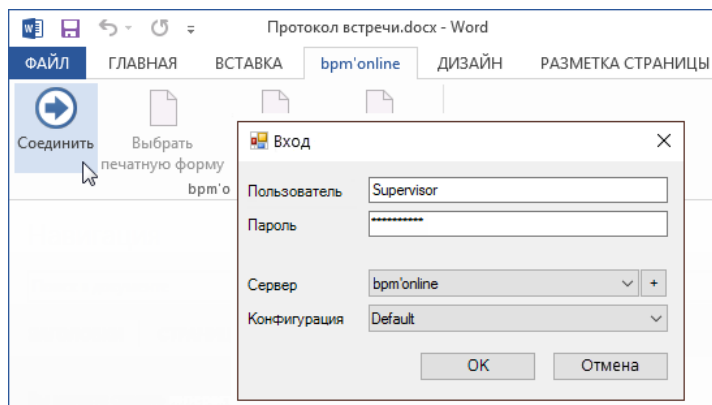 Протокол встречи.docx - Word
ФАЙЛ ГЛАВНАЯ ВСТАВКА bpm'online ДИЗАЙН РАЗМЕТКА СТРАНИЦЫ
Соединить
Выбрать
печатную форму
bpm'o
Вход
Пользователь Supervisor
Пароль **********
Сервер bpm'online +
Конфигурация Default
OK Отмена